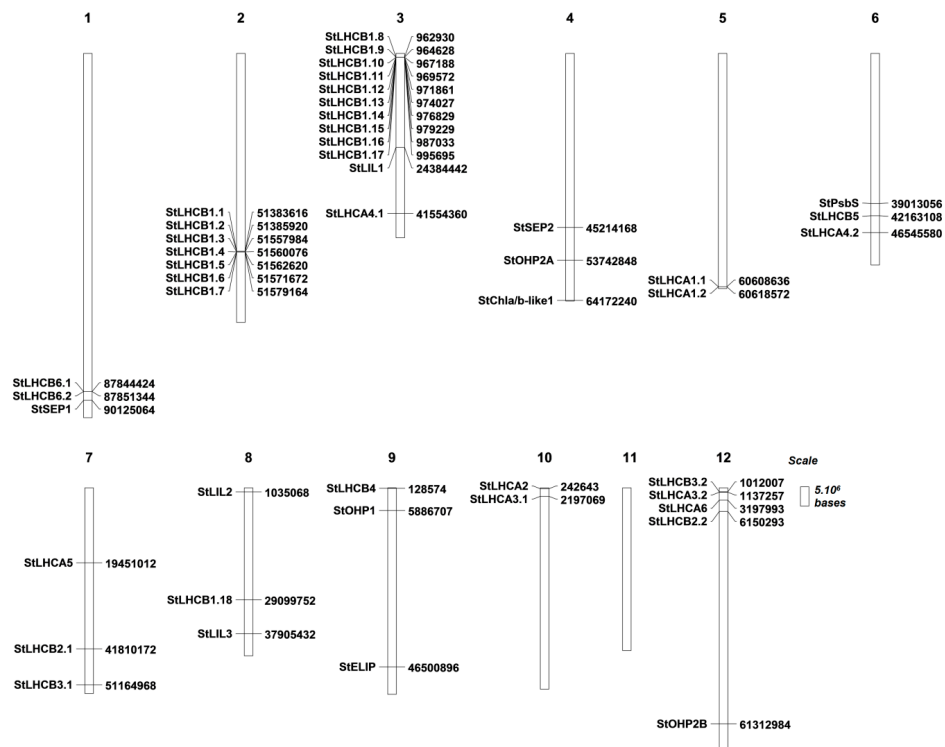 1
StLHCB6.1 87844424
StLHCB6.2 87851344
StSEP1 90125064
2
StLHCB1.1 51383616
StLHCB1.2 51385920
StLHCB1.3 51557984
StLHCB1.4 51560076
StLHCB1.5 51562620
StLHCB1.6 51571672
StLHCB1.7 51579164
3
StLHCB1.8 962930
StLHCB1.9 964628
StLHCB1.10 967188
StLHCB1.11 969572
StLHCB1.12 971861
StLHCB1.13 974027
StLHCB1.14 976829
StLHCB1.15 979229
StLHCB1.16 987033
StLHCB1.17 995695
StLIL1 24384442
StLHCA4.1 41554360
4
StSEP2 45214168
StOHP2A 53742848
StChla/b-like1 64172240
5
StLHCA1.1 60608636
StLHCA1.2 60618572
6
StPsbS 39013056
StLHCB5 42163108
StLHCA4.2 46545580
7
StLHCA5 19451012
StLHCB2.1 41810172
StLHCB3.1 51164968
8
StLIL2 1035068
StLHCB1.18 29099752
StLIL3 37905432
9
StLHCB4 128574
StOHP1 5886707
StELIP 46500896
10
StLHCA2 242643
StLHCA3.1 2197069
11
12
StLHCB3.2 1012007
StLHCA3.2 1137257
StLHCA6 3197993
StLHCB2.2 6150293
StOHP2B 61312984
Scale
5.10⁶
bases